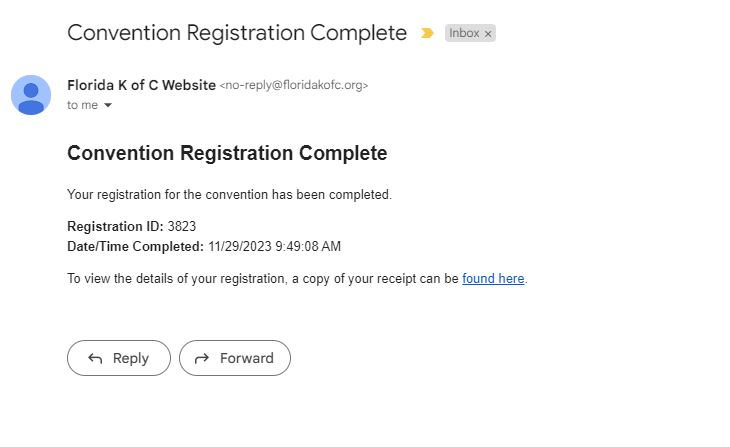 Convention Registration Complete Inbox ×
Florida K of C Website <no-reply@floridakofc.org>
to me
Convention Registration Complete
Your registration for the convention has been completed.
Registration ID: 3823
Date/Time Completed: 11/29/2023 9:49:08 AM
To view the details of your registration, a copy of your receipt can be found here.
Reply Forward